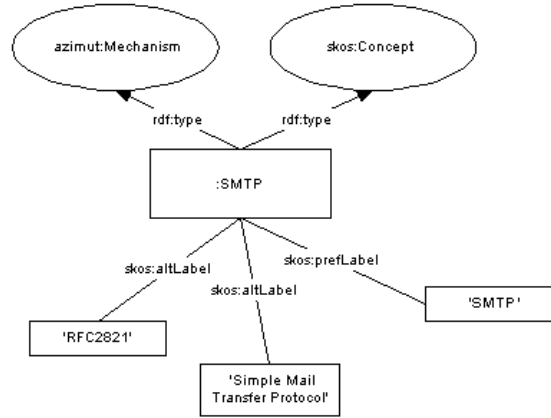 azimut:Mechanism
skos:Concept
rdf:type
rdf:type
:SMTP
skos:altLabel
skos:altLabel
skos:prefLabel
'RFC2821'
'Simple Mail
Transfer Protocol'
'SMTP'